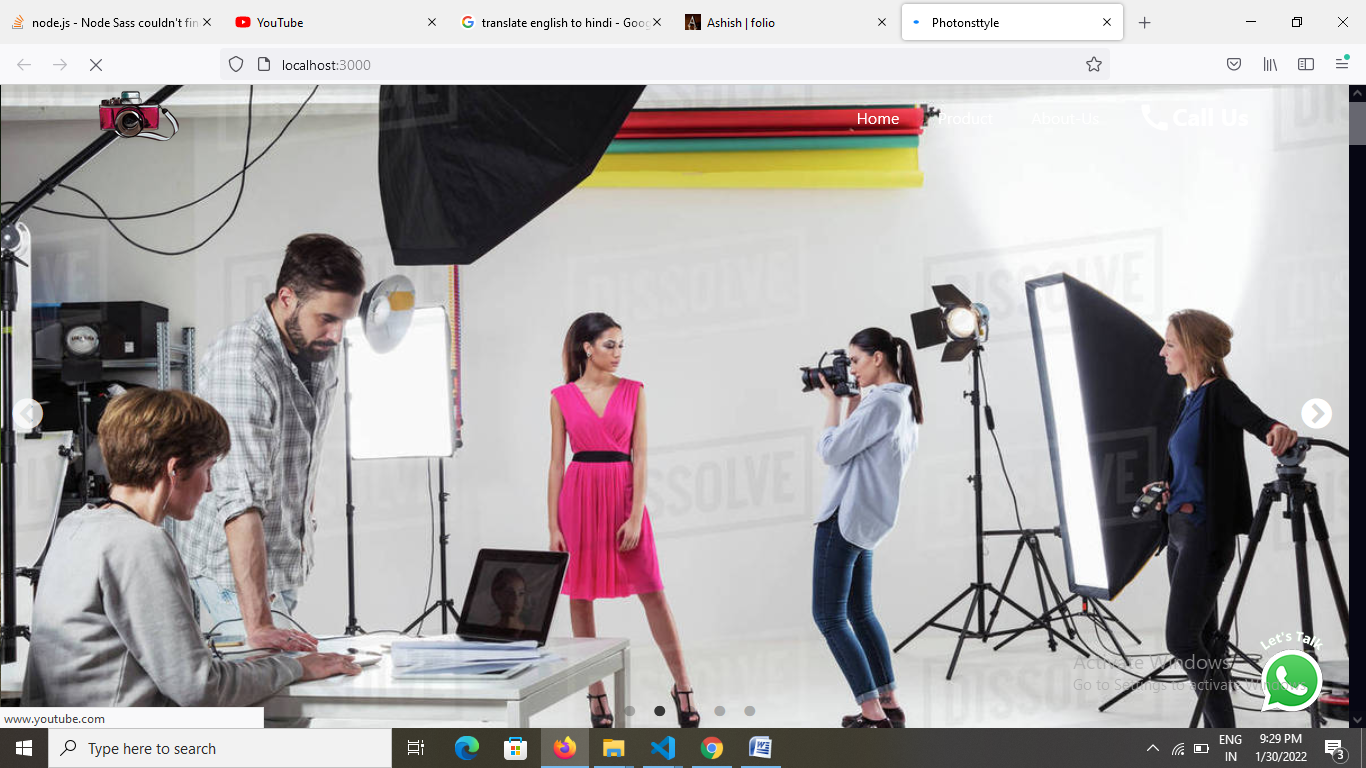 node.js - Node Sass couldn't fin
YouTube
translate english to hindi - Goog
Ashish | folio
Photonsttyle
localhost:3000
Home
Product
About-Us
Call Us
DISSOLVE
DISSOLVE
DISSOLVE
DISSOLVE
DISSOLVE
Let's Talk
Activate Windows
Go to Settings to activate Windows.
www.youtube.com
Type here to search
ENG
IN
9:29 PM
1/30/2022
3